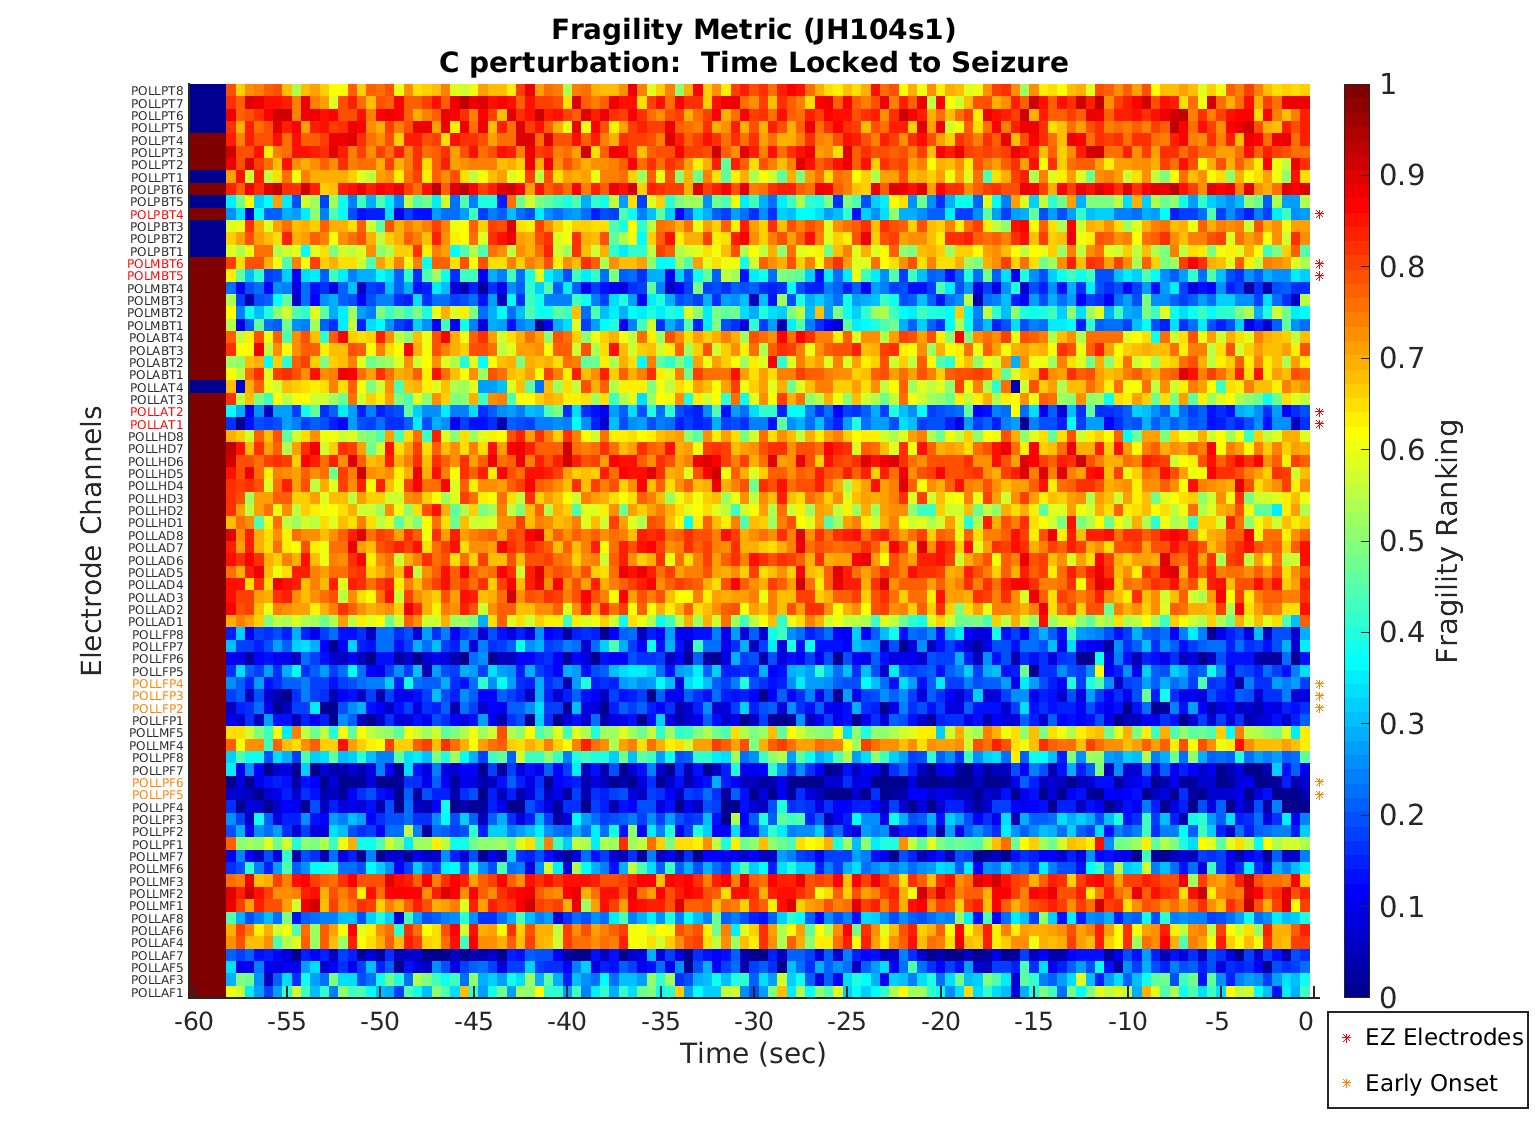 Fragility Metric (JH104s1)
C perturbation:  Time Locked to Seizure
POLLPT8
POLLPT7
POLLPT6
POLLPT5
POLLPT4
POLLPT3
POLLPT2
POLLPT1
POLPBT6
POLPBT5
POLPBT4
POLPBT3
POLPBT2
POLPBT1
POLMBT6
POLMBT5
POLMBT4
POLMBT3
POLMBT2
POLMBT1
POLABT4
POLABT3
POLABT2
POLABT1
POLLAT4
POLLAT3
POLLAT2
POLLAT1
POLLHD8
POLLHD7
POLLHD6
POLLHD5
POLLHD4
POLLHD3
POLLHD2
POLLHD1
POLLAD8
POLLAD7
POLLAD6
POLLAD5
POLLAD4
POLLAD3
POLLAD2
POLLAD1
POLLFP8
POLLFP7
POLLFP6
POLLFP5
POLLFP4
POLLFP3
POLLFP2
POLLFP1
POLLMF5
POLLMF4
POLLPF8
POLLPF7
POLLPF6
POLLPF5
POLLPF4
POLLPF3
POLLPF2
POLLPF1
POLLMF7
POLLMF6
POLLMF3
POLLMF2
POLLMF1
POLLAF8
POLLAF6
POLLAF4
POLLAF7
POLLAF5
POLLAF3
POLLAF1
Electrode Channels
-60 -55 -50 -45 -40 -35 -30 -25 -20 -15 -10 -5 0
Time (sec)
1
0.9
0.8
0.7
0.6
0.5
0.4
0.3
0.2
0.1
0
Fragility Ranking
EZ Electrodes
Early Onset